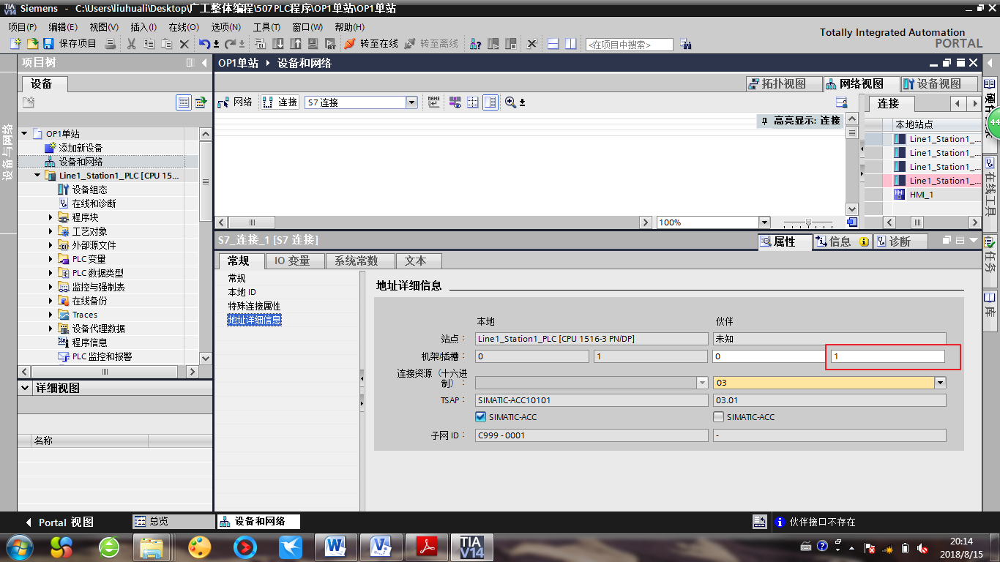 TIA V14 Siemens - C:\Users\liuhuali\Desktop\广工整体编程\507PLC程序\OP1单站\OP1单站
项目(P) 编辑(E) 视图(V) 插入(I) 在线(O) 选项(N) 工具(T) 窗口(W) 帮助(H)
Totally Integrated Automation
PORTAL
保存项目 转至在线 转至离线 <在项目中搜索>
项目树
OP1单站 设备和网络
设备
拓扑视图 网络视图 设备视图
连接
网络 连接 S7 连接
高亮显示: 连接
本地站点
Line1_Station1_...
Line1_Station1_...
Line1_Station1_...
Line1_Station1_...
HMI_1
44
100%
设备与网络
OP1单站
添加新设备
设备和网络
Line1_Station1_PLC [CPU 15...
设备组态
在线和诊断
程序块
工艺对象
外部源文件
PLC 变量
PLC 数据类型
监控与强制表
在线备份
Traces
设备代理数据
程序信息
PLC 监控和报警
详细视图
名称
S7_连接_1 [S7 连接]
属性 信息 诊断
常规 IO 变量 系统常数 文本
常规
本地 ID
特殊连接属性
地址详细信息
地址详细信息
本地 伙伴
站点： Line1_Station1_PLC [CPU 1516-3 PN/DP] 未知
机架/插槽： 0 1 0 1
连接资源（十六进
制）： 03
TSAP： SIMATIC-ACC10101 03.01
SIMATIC-ACC SIMATIC-ACC
子网 ID： C999 - 0001 -
在线工具
任务
库
Portal 视图 总览 设备和网络 伙伴接口不存在
TIA V14
20:14
2018/8/15